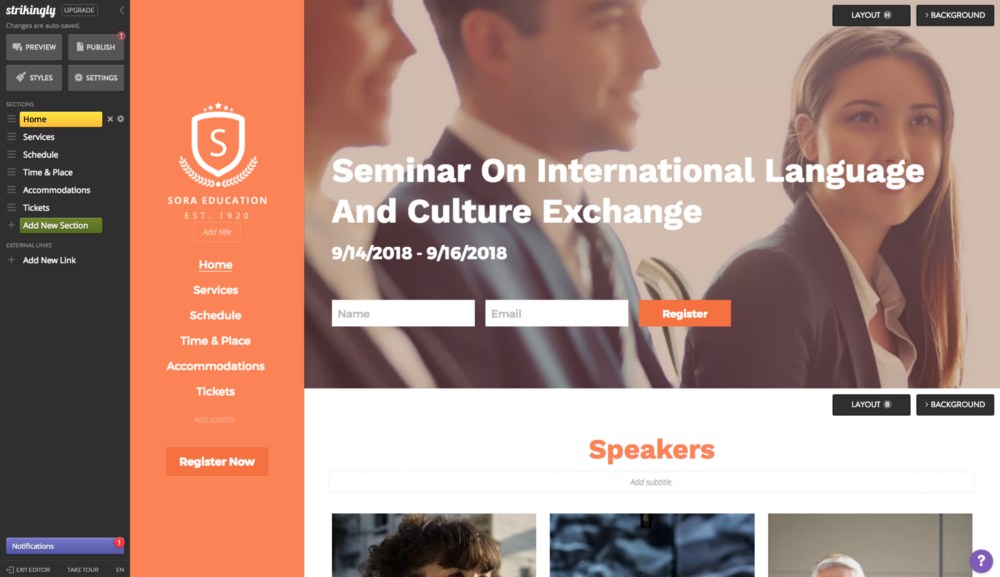 strikingly UPGRADE
Changes are auto-saved.
PREVIEW
PUBLISH
!
STYLES
SETTINGS
SECTIONS
Home
Services
Schedule
Time & Place
Accommodations
Tickets
Add New Section
EXTERNAL LINKS
Add New Link
Notifications 1
EXIT EDITOR TAKE TOUR EN
S
SORA EDUCATION
EST. 1920
Add title
Home
Services
Schedule
Time & Place
Accommodations
Tickets
Add subtitle
Register Now
LAYOUT H
BACKGROUND
Seminar On International Language
And Culture Exchange
9/14/2018 - 9/16/2018
Name
Email
Register
LAYOUT B
BACKGROUND
Speakers
Add subtitle.
?